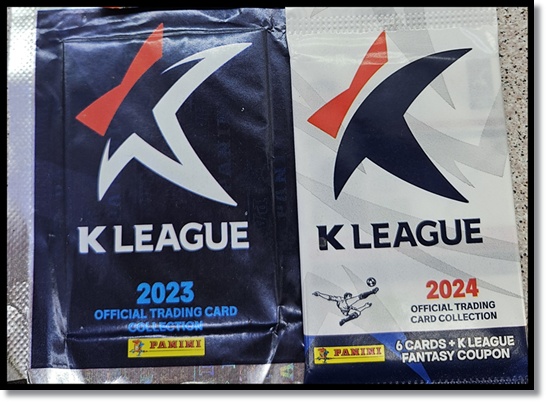 K LEAGUE
2023
OFFICIAL TRADING CARD
COLLECTION
PANINI
K LEAGUE
2024
OFFICIAL TRADING
CARD COLLECTION
PANINI
6 CARDS + K LEAGUE
FANTASY COUPON